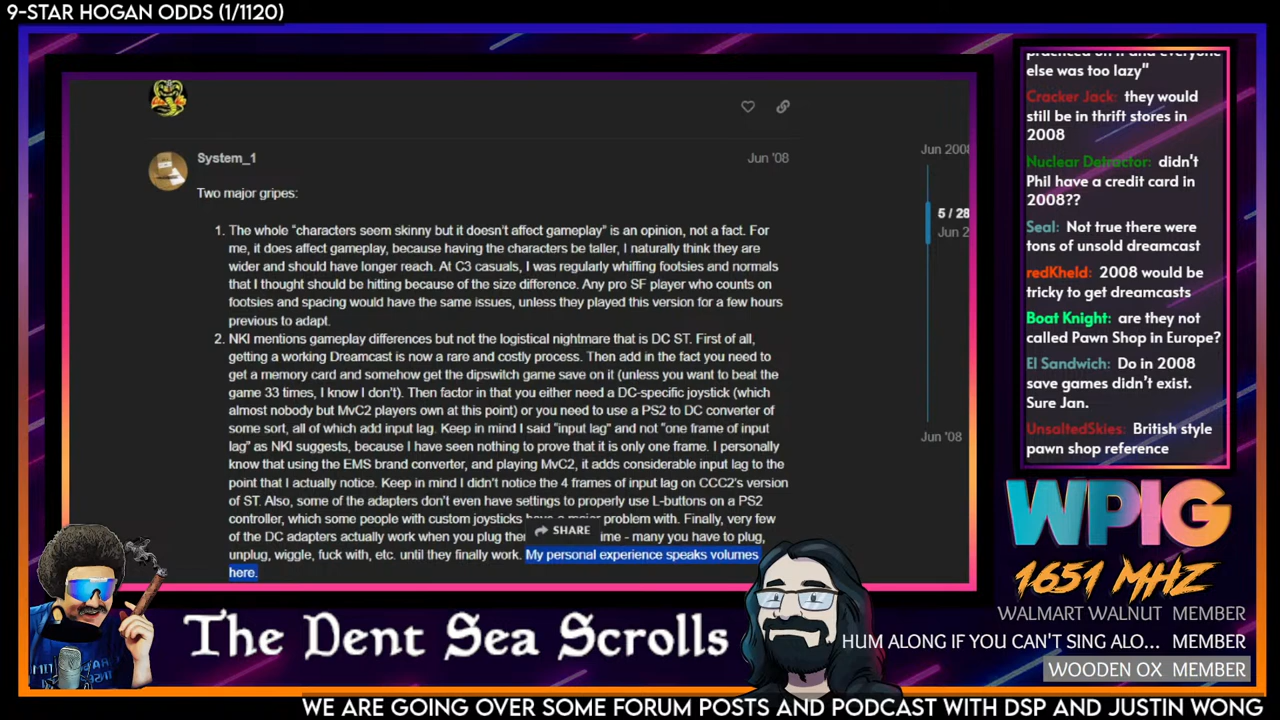 9-STAR HOGAN ODDS (1/1120)
System_1
Jun '08
Two major gripes:
1. The whole "characters seem skinny but it doesn't affect gameplay" is an opinion, not a fact. For
me, it does affect gameplay, because having the characters be taller, I naturally think they are
wider and should have longer reach. At C3 casuals, I was regularly whiffing footsies and normals
that I thought should be hitting because of the size difference. Any pro SF player who counts on
footsies and spacing would have the same issues, unless they played this version for a few hours
previous to adapt.
2. NKI mentions gameplay differences but not the logistical nightmare that is DC ST. First of all,
getting a working Dreamcast is now a rare and costly process. Then add in the fact you need to
get a memory card and somehow get the dipswitch game save on it (unless you want to beat the
game 33 times, I know I don't). Then factor in that you either need a DC-specific joystick (which
almost nobody but MvC2 players own at this point) or you need to use a PS2 to DC converter of
some sort, all of which add input lag. Keep in mind I said "input lag" and not "one frame of input
lag" as NKI suggests, because I have seen nothing to prove that it is only one frame. I personally
know that using the EMS brand converter, and playing MvC2, it adds considerable input lag to the
point that I actually notice. Keep in mind I didn't notice the 4 frames of input lag on CCC2's version
of ST. Also, some of the adapters don't even have settings to properly use L-buttons on a PS2
controller, which some people with custom joysticks have a major problem with. Finally, very few
of the DC adapters actually work when you plug ime - many you have to plug,
unplug, wiggle, fuck with, etc. until they finally work. My personal experience speaks volumes
here.
SHARE
Jun 2008
5 / 28
Jun 2
Jun '08
practiced on it and everyone
else was too lazy"
Cracker Jack: they would
still be in thrift stores in
2008
Nuclear Detractor: didn't
Phil have a credit card in
2008??
Seal: Not true there were
tons of unsold dreamcast
redKheld: 2008 would be
tricky to get dreamcasts
Boat Knight: are they not
called Pawn Shop in Europe?
El Sandwich: Do in 2008
save games didn't exist.
Sure Jan.
UnsaltedSkies: British style
pawn shop reference
WPIG
1651 MHZ
WALMART WALNUT MEMBER
HUM ALONG IF YOU CAN'T SING ALO... MEMBER
WOODEN OX MEMBER
The Dent Sea Scrolls
WE ARE GOING OVER SOME FORUM POSTS AND PODCAST WITH DSP AND JUSTIN WONG